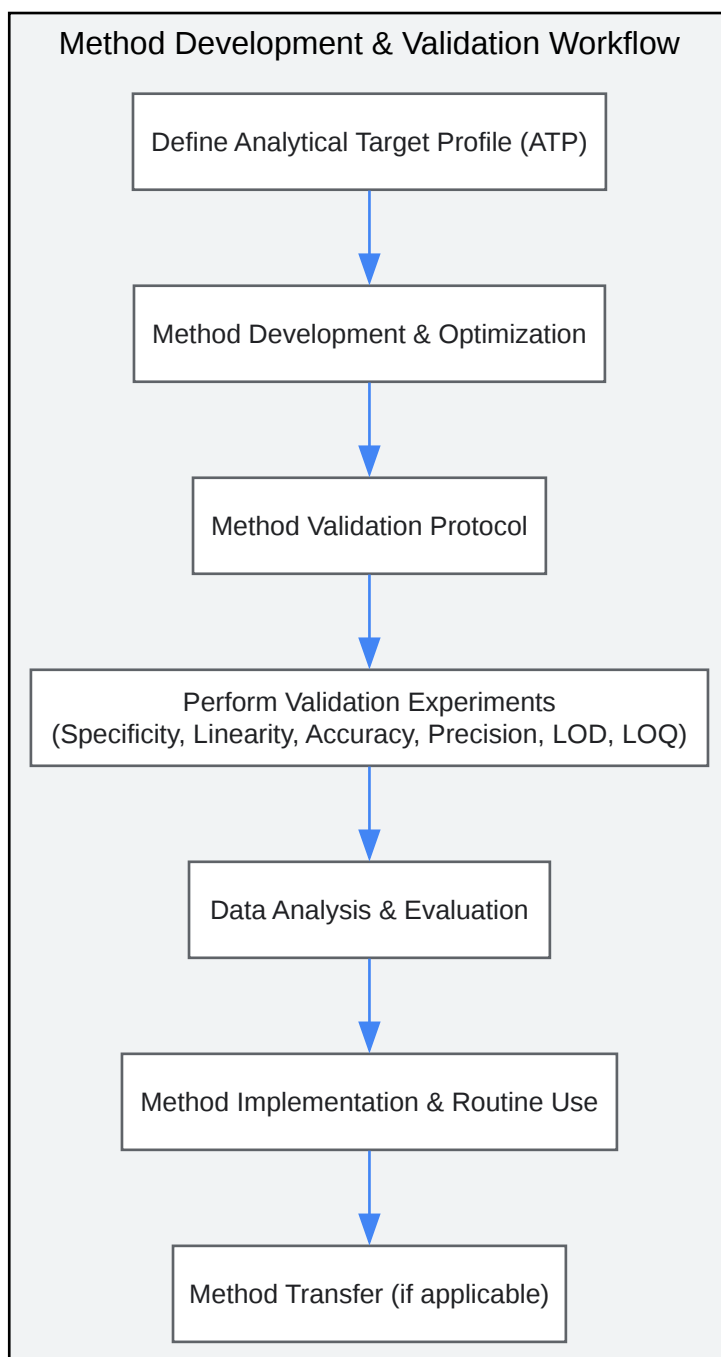 Method Development & Validation Workflow
Define Analytical Target Profile (ATP)
Method Development & Optimization
Method Validation Protocol
Perform Validation Experiments
(Specificity, Linearity, Accuracy, Precision, LOD, LOQ)
Data Analysis & Evaluation
Method Implementation & Routine Use
Method Transfer (if applicable)